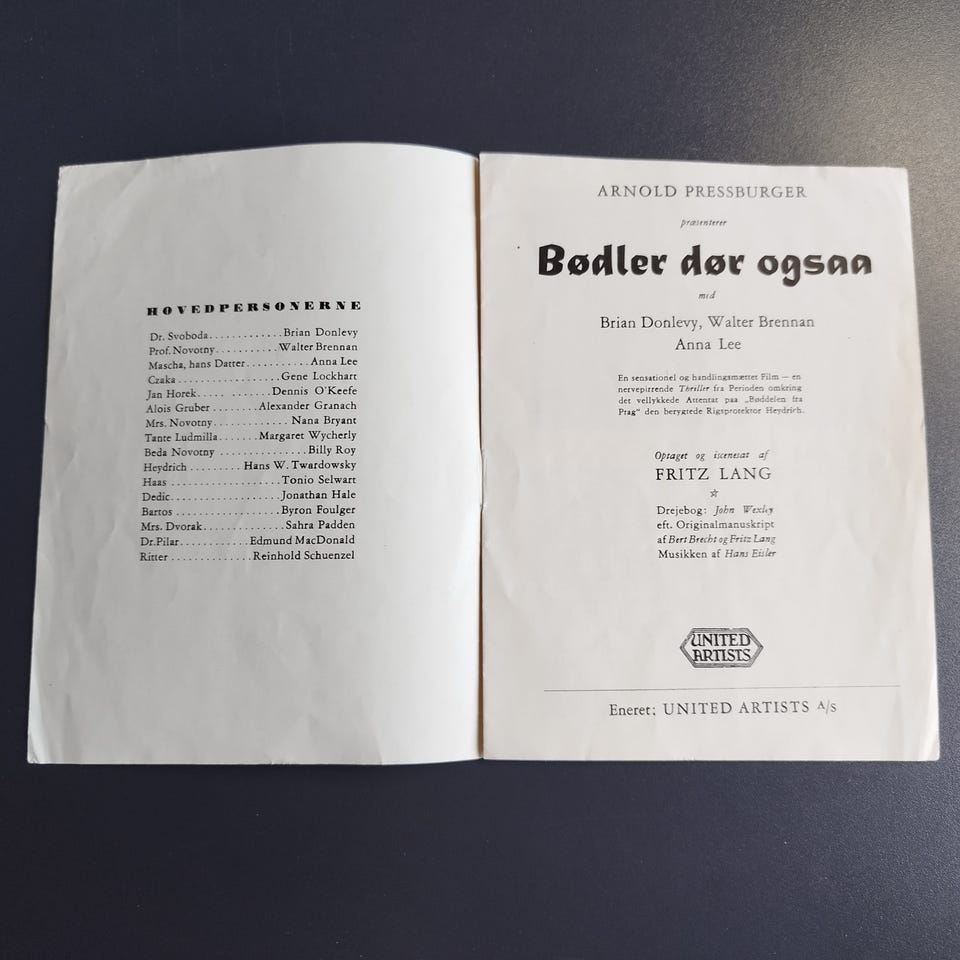 HOVEDPERSONERNE
Dr. Svoboda............Brian Donlevy
Prof. Novotny...........Walter Brennan
Mascha, hans Datter...........Anna Lee
Czaka..................Gene Lockhart
Jan Horek..............Dennis O'Keefe
Alois Gruber........Alexander Granach
Mrs. Novotny.............Nana Bryant
Tante Ludmilla.......Margaret Wycherly
Beda Novotny................Billy Roy
Heydrich.........Hans W. Twardowsky
Haas.....................Tonio Selwart
Dedic....................Jonathan Hale
Bartos...................Byron Foulger
Mrs. Dvorak..............Sahra Padden
Dr.Pilar............Edmund MacDonald
Ritter.............Reinhold Schuenzel
ARNOLD PRESSBURGER
præsenterer
Bødler dør ogsaa
med
Brian Donlevy, Walter Brennan
Anna Lee
En sensationel og handlingsmættet Film — en
nervepirrende Thriller fra Perioden omkring
det vellykkede Attentat paa „Bøddelen fra
Prag“ den berygtede Rigsprotektor Heydrich.
Optaget og iscenesat af
FRITZ LANG
☆
Drejebog: John Wexley
eft. Originalmanuskript
af Bert Brecht og Fritz Lang
Musikken af Hans Eisler
UNITED
ARTISTS
Eneret: UNITED ARTISTS A/s